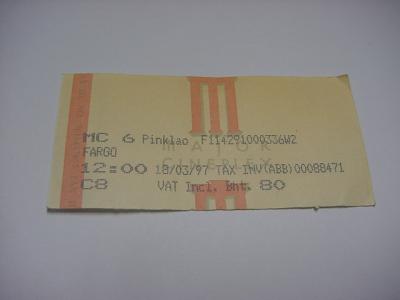 MC 6 Pinklao F114291000336W2
MAJOR
FARGO
CINEPLEX
12:00 18/03/97 TAX INV(ABB)00088471
C8 VAT Incl. Bht. 80